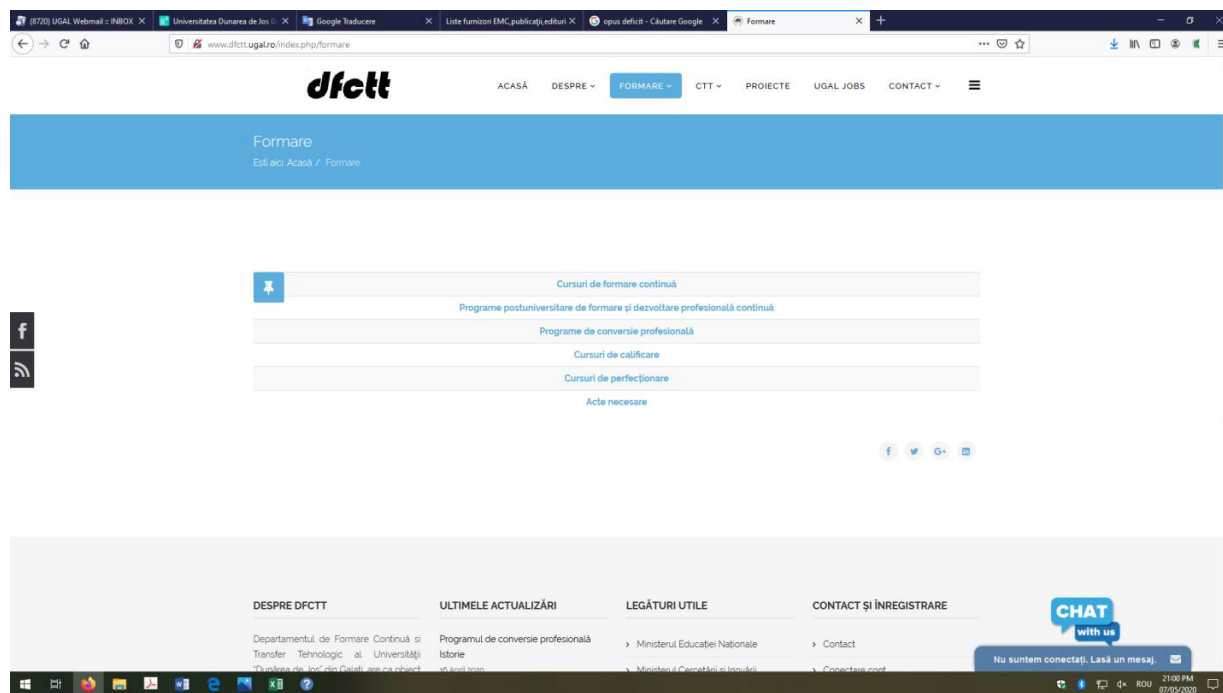 (8720) UGAL Webmail :: INBOX
Universitatea Dunarea de Jos G
Google Traducere
Liste furnizori EMC,publicaţii,edituri
opus deficit - Căutare Google
Formare
www.dfctt.ugal.ro/index.php/formare
dfctt
ACASĂ
DESPRE
FORMARE
CTT
PROIECTE
UGAL JOBS
CONTACT
Formare
Ești aici: Acasă / Formare
Cursuri de formare continuă
Programe postuniversitare de formare și dezvoltare profesională continuă
Programe de conversie profesională
Cursuri de calificare
Cursuri de perfecționare
Acte necesare
DESPRE DFCTT
Departamentul de Formare Continuă si
Transfer Tehnologic al Universității
"Dunărea de Jos" din Galați, are ca obiect
ULTIMELE ACTUALIZĂRI
Programul de conversie profesională
Istorie
16 April 2020
LEGĂTURI UTILE
Ministerul Educației Naționale
Ministerul Cercetării și Inovării
CONTACT ȘI ÎNREGISTRARE
Contact
Conectare cont
CHAT
with us
Nu suntem conectați. Lasă un mesaj.
ROU
21:00 PM
07/05/2020